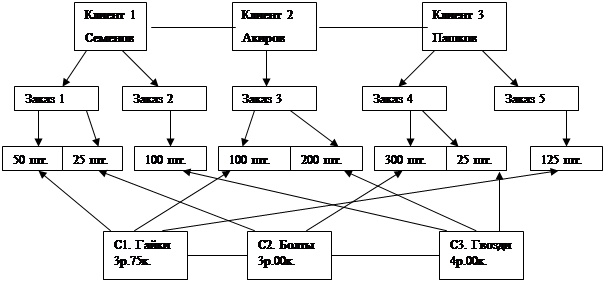 Клиент 1
Семенов
Клиент 2
Акиров
Клиент 3
Пашков
Заказ 1
Заказ 2
Заказ 3
Заказ 4
Заказ 5
50 шт.
25 шт.
100 шт.
100 шт.
200 шт.
300 шт.
25 шт.
125 шт.
С1. Гайки
3р.75к.
С2. Болты
3р.00к.
С3. Гвозди
4р.00к.